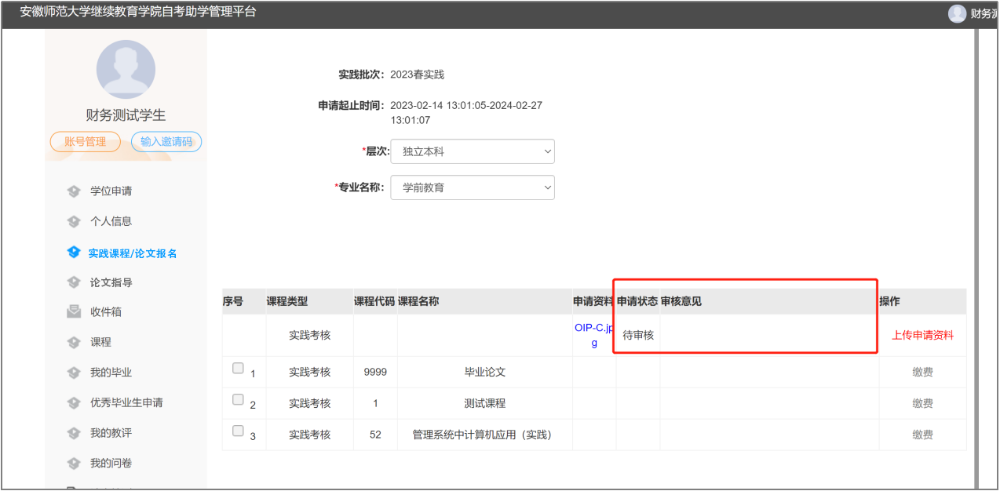 安徽师范大学继续教育学院自考助学管理平台
财务测
财务测试学生
账号管理 输入邀请码
学位申请
个人信息
实践课程/论文报名
论文指导
收件箱
课程
我的毕业
优秀毕业生申请
我的教评
我的问卷
实践批次: 2023春实践
申请起止时间: 2023-02-14 13:01:05-2024-02-27
13:01:07
*层次: 独立本科
*专业名称: 学前教育
序号 课程类型 课程代码 课程名称 申请资料 申请状态 审核意见 操作
实践考核 OIP-C.jp
g 待审核 上传申请资料
1 实践考核 9999 毕业论文 缴费
2 实践考核 1 测试课程 缴费
3 实践考核 52 管理系统中计算机应用（实践） 缴费